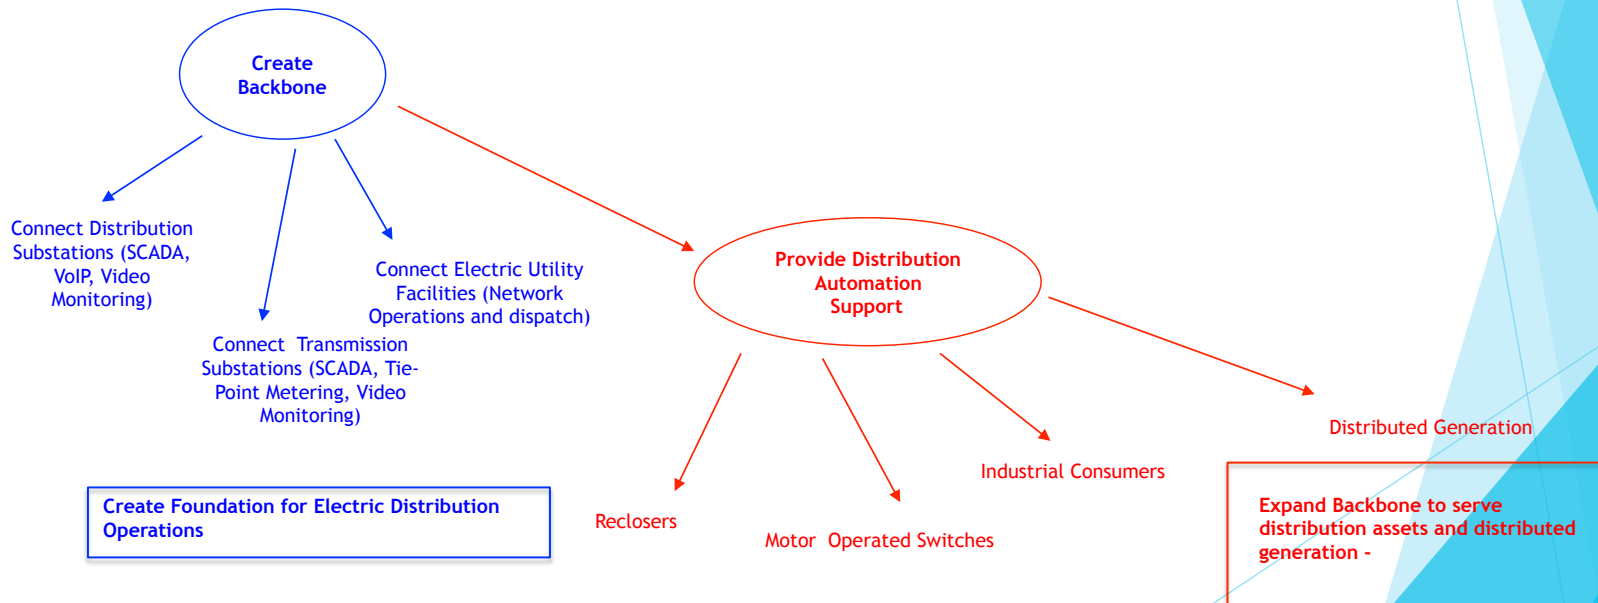 Create
Backbone
Connect Distribution
Substations (SCADA,
VoIP, Video
Monitoring)
Connect Electric Utility
Facilities (Network
Operations and dispatch)
Connect  Transmission
Substations (SCADA, Tie-
Point Metering, Video
Monitoring)
Provide Distribution
Automation
Support
Distributed Generation
Industrial Consumers
Reclosers
Motor  Operated Switches
Create Foundation for Electric Distribution
Operations
Expand Backbone to serve
distribution assets and distributed
generation -